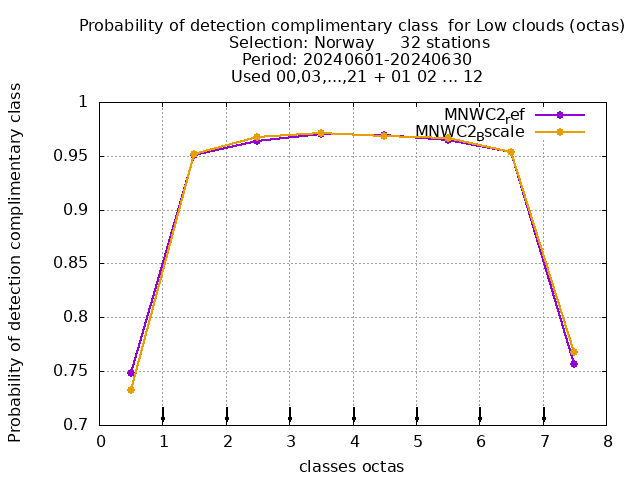 Probability of detection complimentary class  for Low clouds (octas)
Selection: Norway     32 stations
Period: 20240601-20240630
Used 00,03,...,21 + 01 02 ... 12
MNWC2ref
MNWC2Bscale
Probability of detection complimentary class
1
0.95
0.9
0.85
0.8
0.75
0.7
0 1 2 3 4 5 6 7 8
classes octas